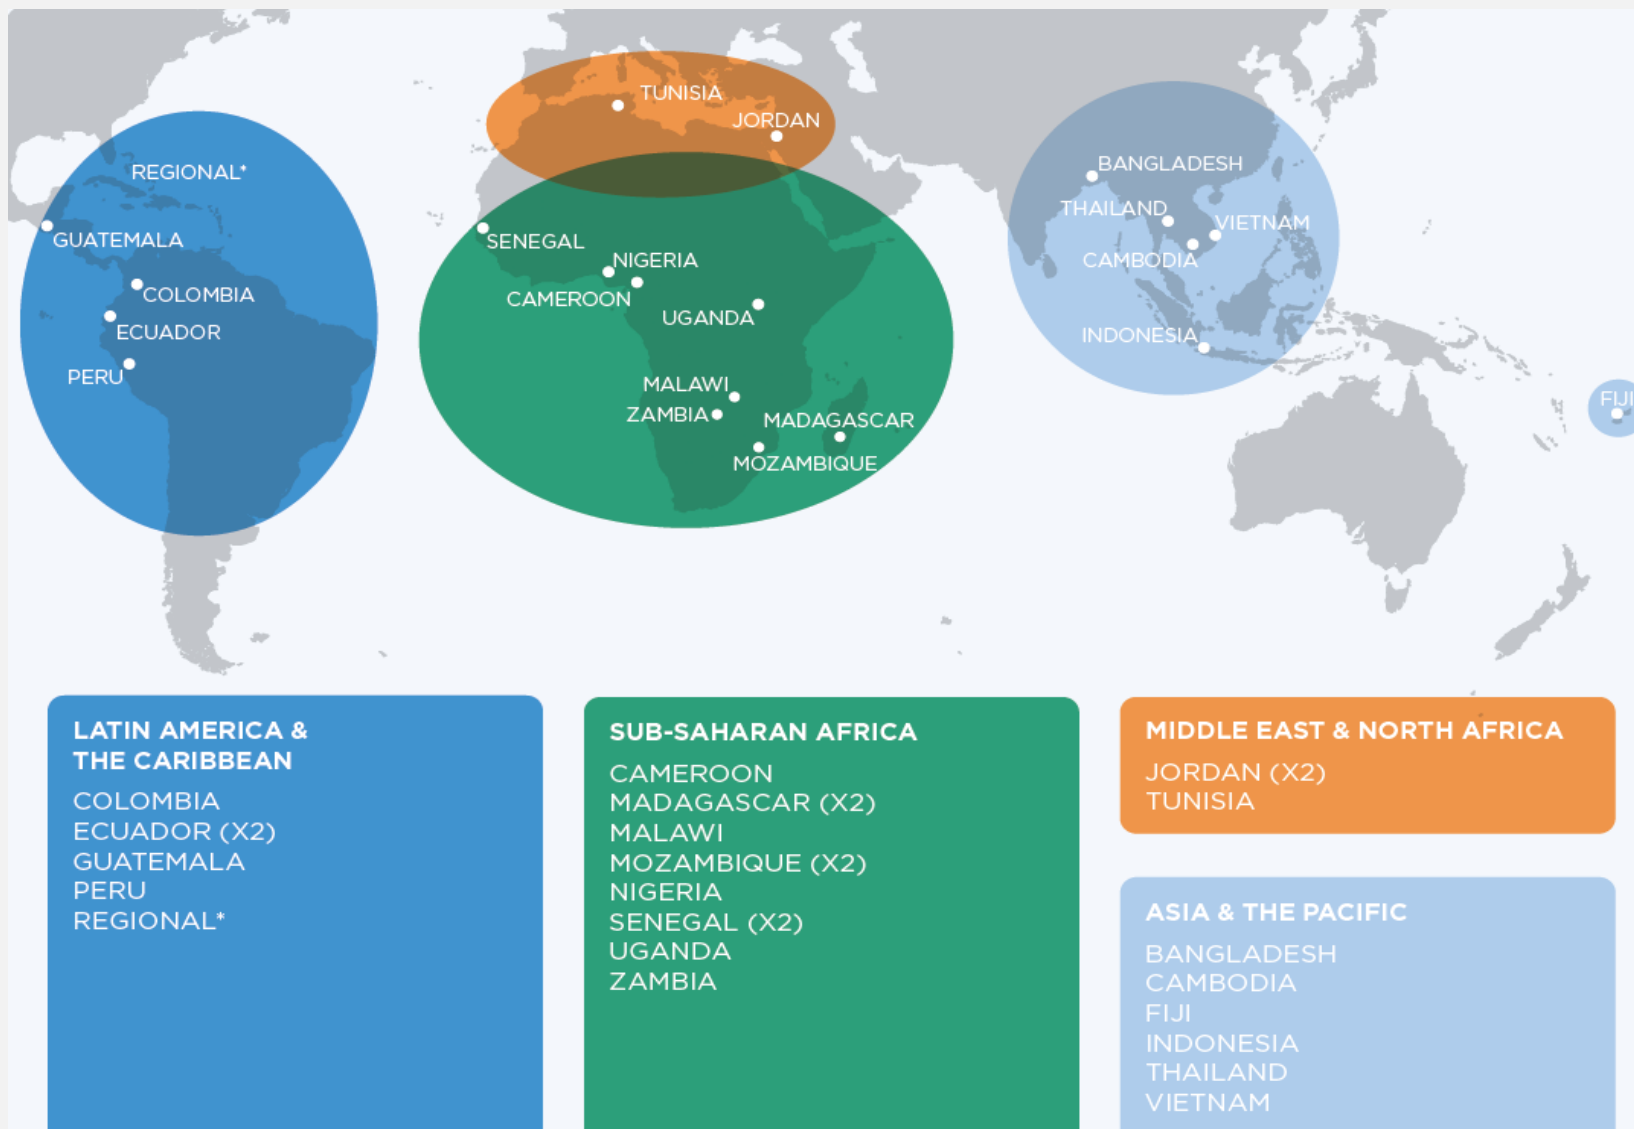 TUNISIA
JORDAN
REGIONAL*
GUATEMALA
COLOMBIA
ECUADOR
PERU
SENEGAL
NIGERIA
CAMEROON
UGANDA
MALAWI
ZAMBIA
MADAGASCAR
MOZAMBIQUE
BANGLADESH
THAILAND
VIETNAM
CAMBODIA
INDONESIA
FIJI
LATIN AMERICA &
THE CARIBBEAN
COLOMBIA
ECUADOR (X2)
GUATEMALA
PERU
REGIONAL*
SUB-SAHARAN AFRICA
CAMEROON
MADAGASCAR (X2)
MALAWI
MOZAMBIQUE (X2)
NIGERIA
SENEGAL (X2)
UGANDA
ZAMBIA
MIDDLE EAST & NORTH AFRICA
JORDAN (X2)
TUNISIA
ASIA & THE PACIFIC
BANGLADESH
CAMBODIA
FIJI
INDONESIA
THAILAND
VIETNAM